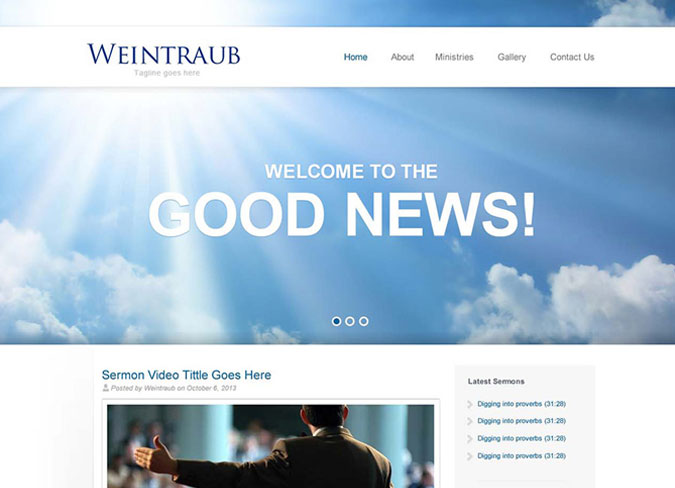 WEINTRAUB
Tagline goes here
Home About Ministries Gallery Contact Us
WELCOME TO THE
GOOD NEWS!
Sermon Video Tittle Goes Here
Posted by Weintraub on October 6, 2013
Latest Sermons
Digging into proverbs (31:28)
Digging into proverbs (31:28)
Digging into proverbs (31:28)
Digging into proverbs (31:28)